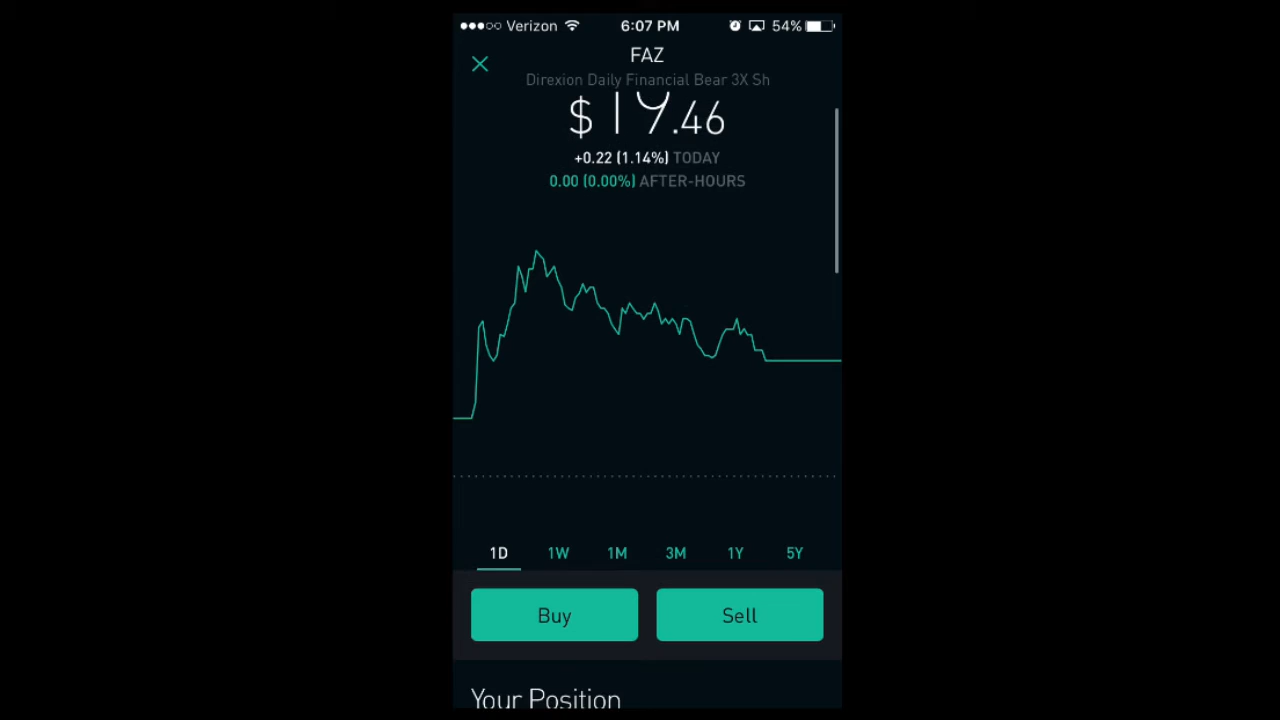 Verizon 6:07 PM 54%
FAZ
Direxion Daily Financial Bear 3X Sh
$19.46
+0.22 (1.14%) TODAY
0.00 (0.00%) AFTER-HOURS
1D 1W 1M 3M 1Y 5Y
Buy Sell
Your Position